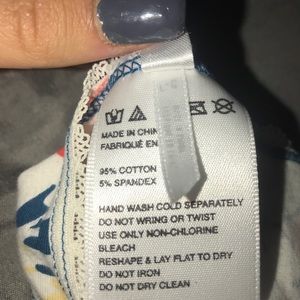 MADE IN CHIN
FABRIQUÉ EN
95% COTTON
5% SPANDEX
HAND WASH COLD SEPARATELY
DO NOT WRING OR TWIST
USE ONLY NON-CHLORINE
BLEACH
RESHAPE & LAY FLAT TO DRY
DO NOT IRON
DO NOT DRY CLEAN